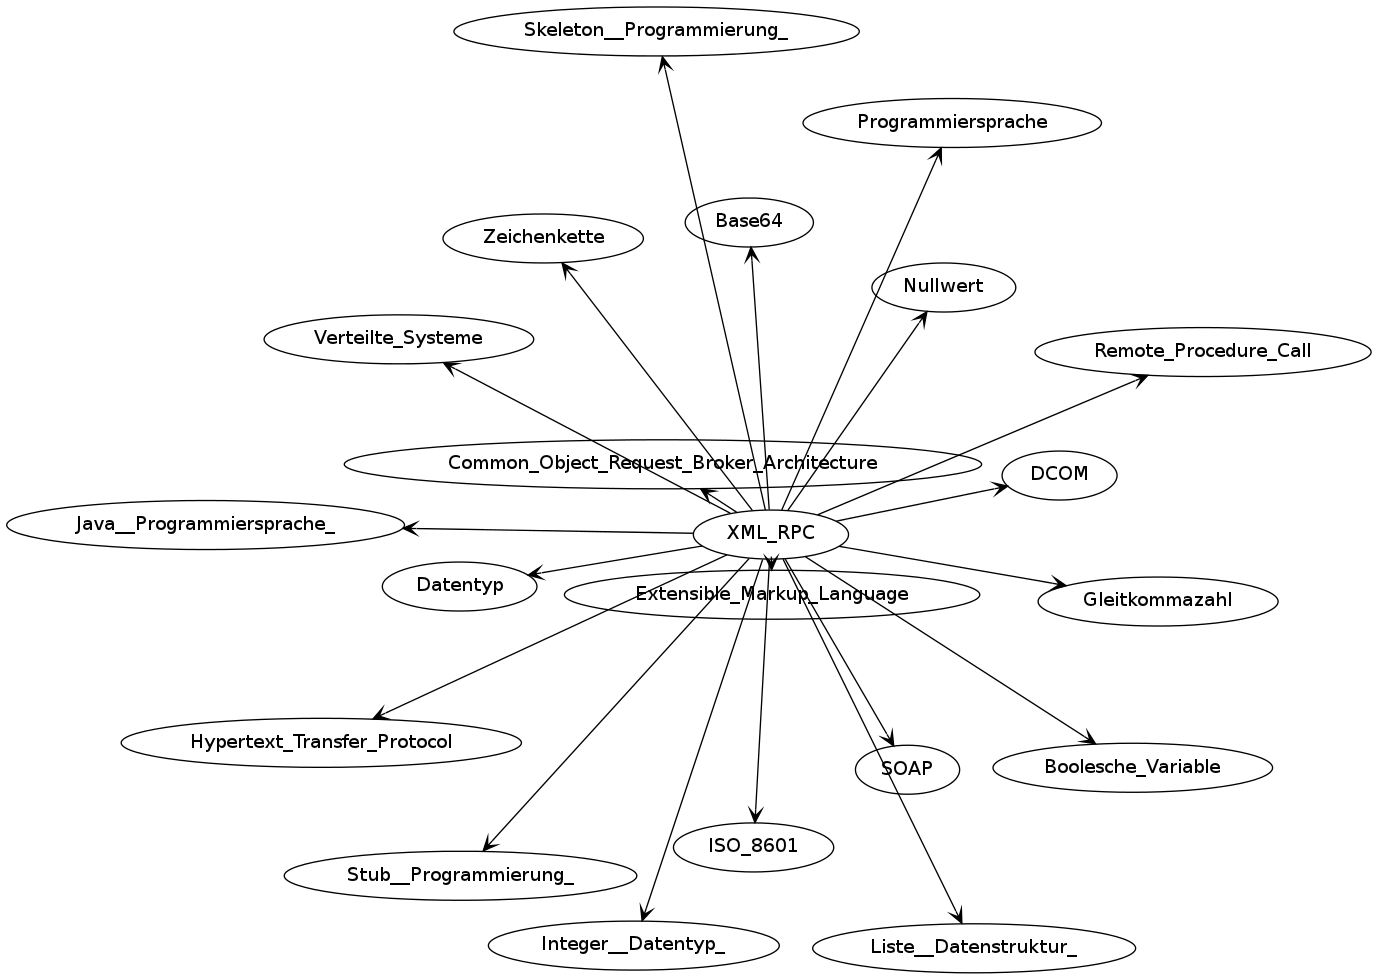 Skeleton__Programmierung_
Programmiersprache
Base64
Zeichenkette
Nullwert
Verteilte_Systeme
Remote_Procedure_Call
Common_Object_Request_Broker_Architecture
DCOM
Java__Programmiersprache_
XML_RPC
Datentyp
Extensible_Markup_Language
Gleitkommazahl
Hypertext_Transfer_Protocol
SOAP
Boolesche_Variable
ISO_8601
Stub__Programmierung_
Integer__Datentyp_
Liste__Datenstruktur_